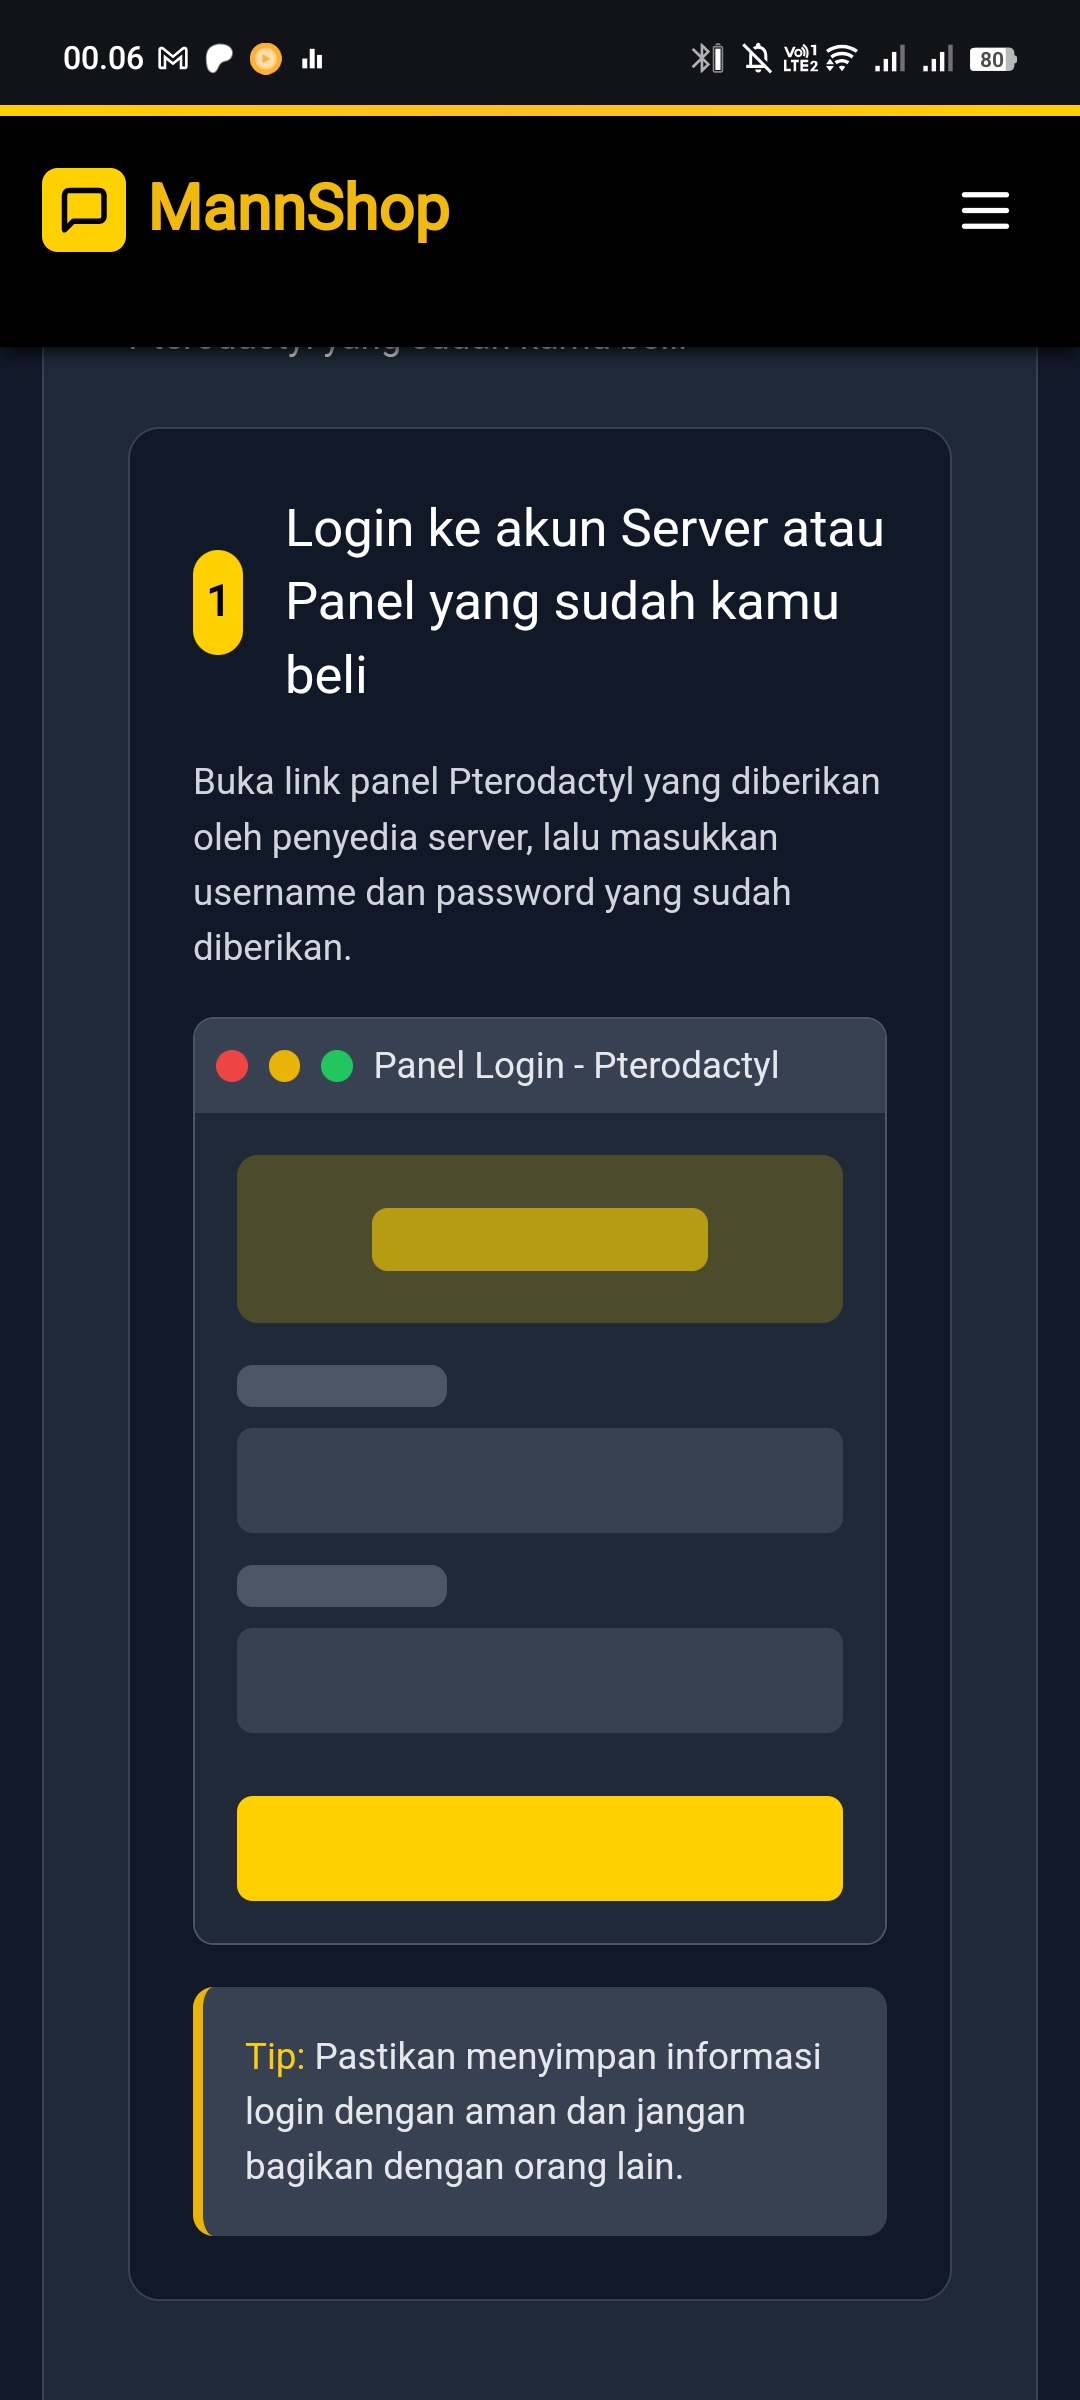 00.06
Vo)) 1
LTE2
80
MannShop
Login ke akun Server atau
Panel yang sudah kamu
beli
1
Buka link panel Pterodactyl yang diberikan
oleh penyedia server, lalu masukkan
username dan password yang sudah
diberikan.
Panel Login - Pterodactyl
Tip: Pastikan menyimpan informasi
login dengan aman dan jangan
bagikan dengan orang lain.